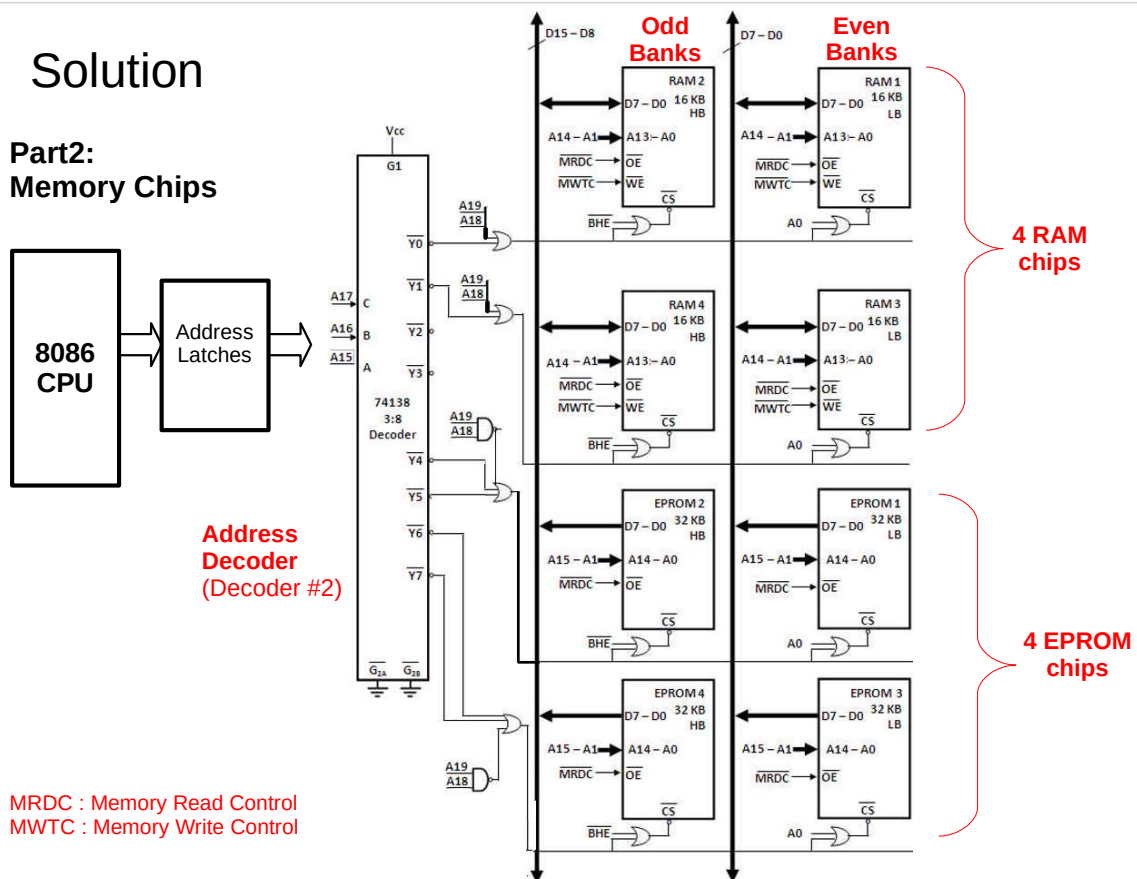 Solution
Part2:
Memory Chips
8086
CPU
Address
Latches
Vcc
G1
A17
C
A16
B
A15
A
74138
3:8
Decoder
Y0
Y1
Y2
Y3
Y4
Y5
Y6
Y7
G2A
G2B
A19
A18
A19
A18
A19
A18
A19
A18
Address
Decoder
(Decoder #2)
MRDC : Memory Read Control
MWTC : Memory Write Control
D15 – D8
Odd
Banks
D7 – D0
Even
Banks
RAM 2
D7 – D0 16 KB
HB
A14 – A1 A13:– A0
MRDC OE
MWTC WE
CS
BHE
RAM 1
D7 – D0 16 KB
LB
A14 – A1 A13:– A0
MRDC OE
MWTC WE
CS
A0
RAM 4
D7 – D0 16 KB
HB
A14 – A1 A13:– A0
MRDC OE
MWTC WE
CS
BHE
RAM 3
D7 – D0 16 KB
LB
A14 – A1 A13:– A0
MRDC OE
MWTC WE
CS
A0
4 RAM
chips
EPROM 2
D7 – D0 32 KB
HB
A15 – A1 A14 – A0
MRDC OE
CS
BHE
EPROM 1
D7 – D0 32 KB
LB
A15 – A1 A14 – A0
MRDC OE
CS
A0
EPROM 4
D7 – D0 32 KB
HB
A15 – A1 A14 – A0
MRDC OE
CS
BHE
EPROM 3
D7 – D0 32 KB
LB
A15 – A1 A14 – A0
MRDC OE
CS
A0
4 EPROM
chips